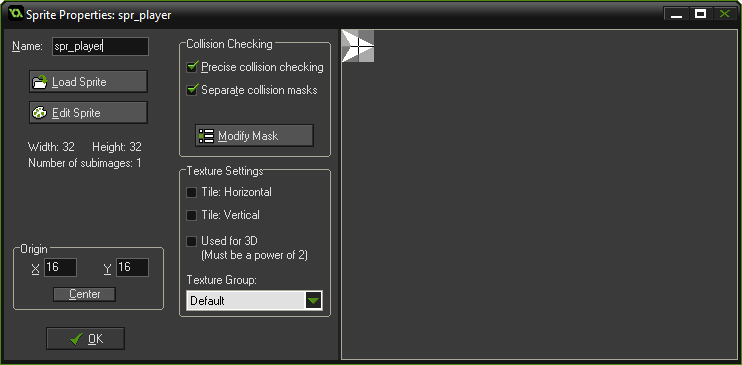 Sprite Properties: spr_player
Name: spr_player
Load Sprite
Edit Sprite
Width: 32 Height: 32
Number of subimages: 1
Origin
X 16 Y 16
Center
OK
Collision Checking
Precise collision checking
Separate collision masks
Modify Mask
Texture Settings
Tile: Horizontal
Tile: Vertical
Used for 3D
(Must be a power of 2)
Texture Group:
Default